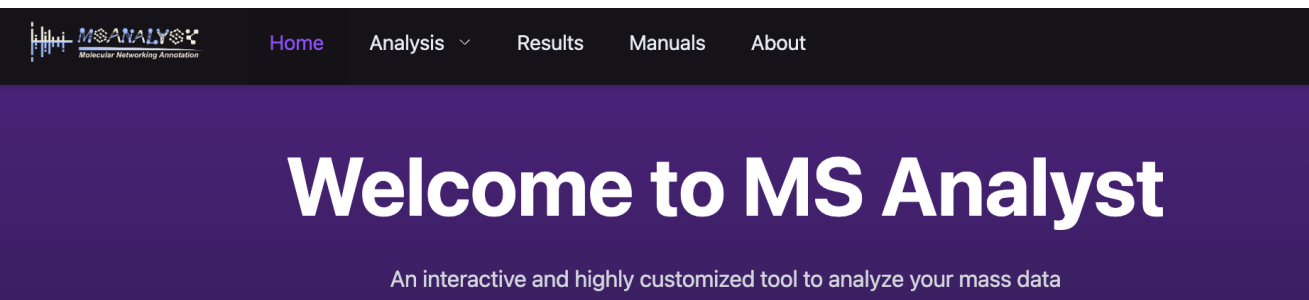 MSANALYST
Molecular Networking Annotation
Home Analysis Results Manuals About
Welcome to MS Analyst
An interactive and highly customized tool to analyze your mass data